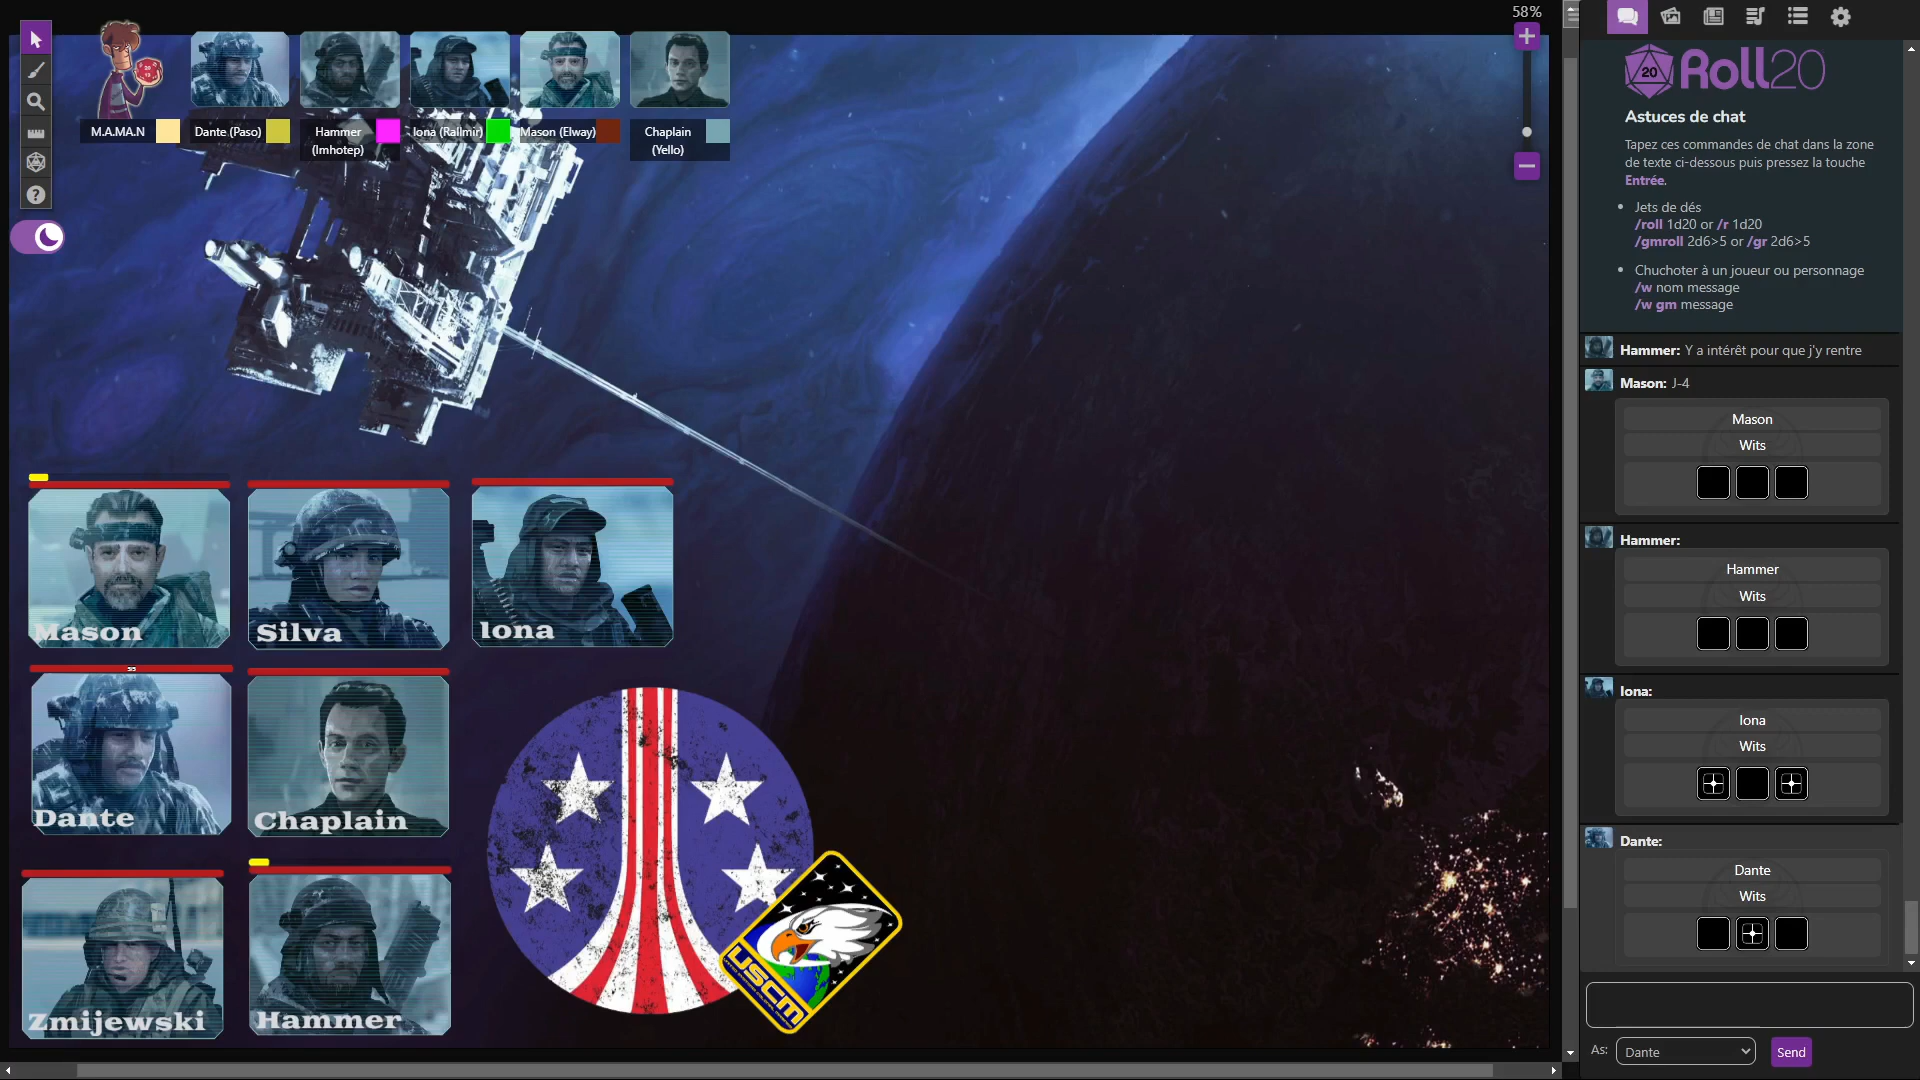 58%
M.A.MA.N
Dante (Paso)
Hammer
(Imhotep)
Iona (Rallmir)
Mason (Elway)
Chaplain
(Yello)
Mason
Silva
Iona
Dante
Chaplain
Zmijewski
Hammer
USCM
20
Roll20
Astuces de chat
Tapez ces commandes de chat dans la zone
de texte ci-dessous puis pressez la touche
Entrée.
• Jets de dés
/roll 1d20 or /r 1d20
/gmroll 2d6>5 or /gr 2d6>5
• Chuchoter à un joueur ou personnage
/w nom message
/w gm message
Hammer: Y a intérêt pour que j'y rentre
Mason: J-4
Mason
Wits
Hammer:
Hammer
Wits
Iona:
Iona
Wits
Dante:
Dante
Wits
As: Dante Send